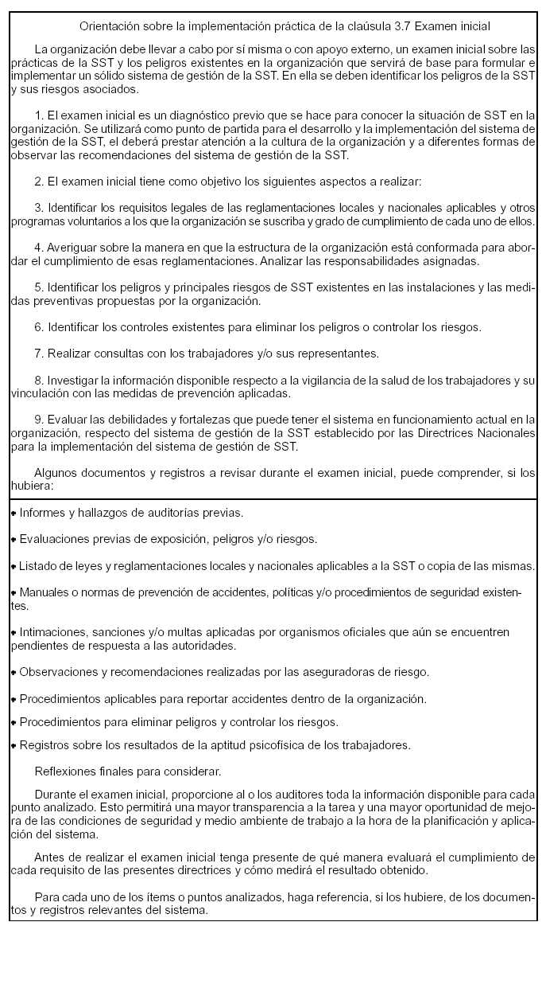 Orientación sobre la implementación práctica de la claúsula 3.7 Examen inicial
La organización debe llevar a cabo por sí misma o con apoyo externo, un examen inicial sobre las
prácticas de la SST y los peligros existentes en la organización que servirá de base para formular e
implementar un sólido sistema de gestión de la SST. En ella se deben identificar los peligros de la SST
y sus riesgos asociados.
1. El examen inicial es un diagnóstico previo que se hace para conocer la situación de SST en la
organización. Se utilizará como punto de partida para el desarrollo y la implementación del sistema de
gestión de la SST, el deberá prestar atención a la cultura de la organización y a diferentes formas de
observar las recomendaciones del sistema de gestión de la SST.
2. El examen inicial tiene como objetivo los siguientes aspectos a realizar:
3. Identificar los requisitos legales de las reglamentaciones locales y nacionales aplicables y otros
programas voluntarios a los que la organización se suscriba y grado de cumplimiento de cada uno de ellos.
4. Averiguar sobre la manera en que la estructura de la organización está conformada para abor-
dar el cumplimiento de esas reglamentaciones. Analizar las responsabilidades asignadas.
5. Identificar los peligros y principales riesgos de SST existentes en las instalaciones y las medi-
das preventivas propuestas por la organización.
6. Identificar los controles existentes para eliminar los peligros o controlar los riesgos.
7. Realizar consultas con los trabajadores y/o sus representantes.
8. Investigar la información disponible respecto a la vigilancia de la salud de los trabajadores y su
vinculación con las medidas de prevención aplicadas.
9. Evaluar las debilidades y fortalezas que puede tener el sistema en funcionamiento actual en la
organización, respecto del sistema de gestión de la SST establecido por las Directrices Nacionales
para la implementación del sistema de gestión de SST.
Algunos documentos y registros a revisar durante el examen inicial, puede comprender, si los
hubiera:
• Informes y hallazgos de auditorías previas.
• Evaluaciones previas de exposición, peligros y/o riesgos.
• Listado de leyes y reglamentaciones locales y nacionales aplicables a la SST o copia de las mismas.
• Manuales o normas de prevención de accidentes, políticas y/o procedimientos de seguridad existen-
tes.
• Intimaciones, sanciones y/o multas aplicadas por organismos oficiales que aún se encuentren
pendientes de respuesta a las autoridades.
• Observaciones y recomendaciones realizadas por las aseguradoras de riesgo.
• Procedimientos aplicables para reportar accidentes dentro de la organización.
• Procedimientos para eliminar peligros y controlar los riesgos.
• Registros sobre los resultados de la aptitud psicofísica de los trabajadores.
Reflexiones finales para considerar.
Durante el examen inicial, proporcione al o los auditores toda la información disponible para cada
punto analizado. Esto permitirá una mayor transparencia a la tarea y una mayor oportunidad de mejo-
ra de las condiciones de seguridad y medio ambiente de trabajo a la hora de la planificación y aplica-
ción del sistema.
Antes de realizar el examen inicial tenga presente de qué manera evaluará el cumplimiento de
cada requisito de las presentes directrices y cómo medirá el resultado obtenido.
Para cada uno de los ítems o puntos analizados, haga referencia, si los hubiere, de los documen-
tos y registros relevantes del sistema.